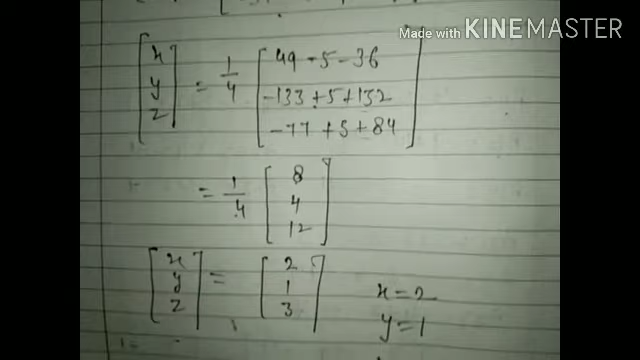 Made with KINEMASTER
[x y z] = 1/4 [49 - 5 - 36
-133 + 5 + 132
-77 + 5 + 84]
= 1/4 [8 4 12]
[x y z] = [2 1 3]
x = 2
y = 1